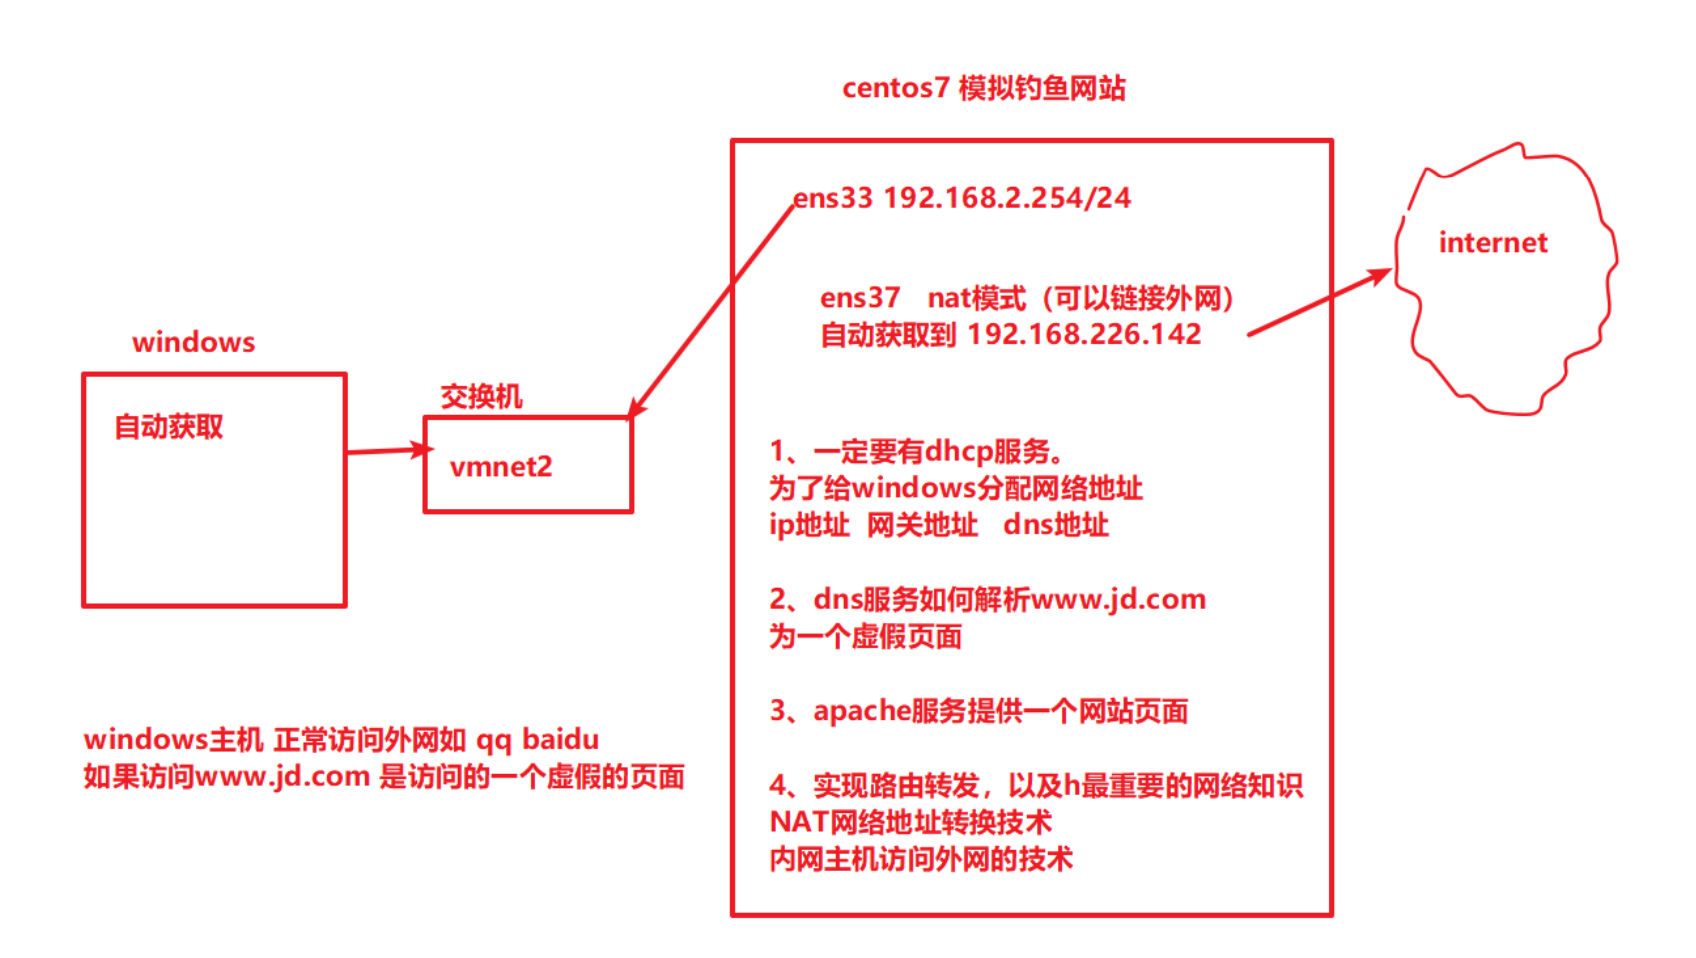 centos7 模拟钓鱼网站
ens33 192.168.2.254/24
internet
ens37 nat模式（可以链接外网）
自动获取到 192.168.226.142
windows
自动获取
交换机
vmnet2
1、一定要有dhcp服务。
为了给windows分配网络地址
ip地址 网关地址 dns地址
2、dns服务如何解析www.jd.com
为一个虚假页面
3、apache服务提供一个网站页面
windows主机 正常访问外网如 qq baidu
如果访问www.jd.com 是访问的一个虚假的页面
4、实现路由转发，以及h最重要的网络知识
NAT网络地址转换技术
内网主机访问外网的技术